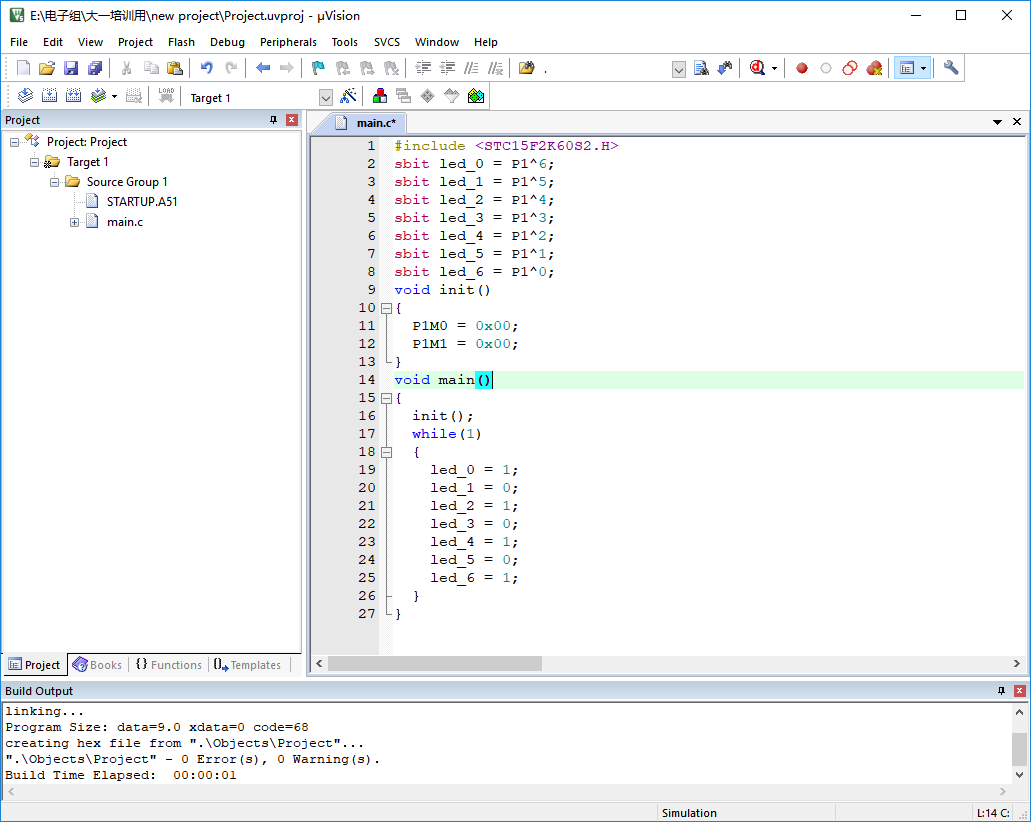 E:\电子组\大一培训用\new project\Project.uvproj - µVision
File Edit View Project Flash Debug Peripherals Tools SVCS Window Help
LOAD Target 1
Project
Project: Project
Target 1
Source Group 1
STARTUP.A51
main.c
Project Books {} Functions Templates
main.c*
1 #include <STC15F2K60S2.H>
2 sbit led_0 = P1^6;
3 sbit led_1 = P1^5;
4 sbit led_2 = P1^4;
5 sbit led_3 = P1^3;
6 sbit led_4 = P1^2;
7 sbit led_5 = P1^1;
8 sbit led_6 = P1^0;
9 void init()
10 {
11 P1M0 = 0x00;
12 P1M1 = 0x00;
13 }
14 void main()
15 {
16 init();
17 while(1)
18 {
19 led_0 = 1;
20 led_1 = 0;
21 led_2 = 1;
22 led_3 = 0;
23 led_4 = 1;
24 led_5 = 0;
25 led_6 = 1;
26 }
27 }
Build Output
linking...
Program Size: data=9.0 xdata=0 code=68
creating hex file from ".\Objects\Project"...
".\Objects\Project" - 0 Error(s), 0 Warning(s).
Build Time Elapsed: 00:00:01
Simulation L:14 C: